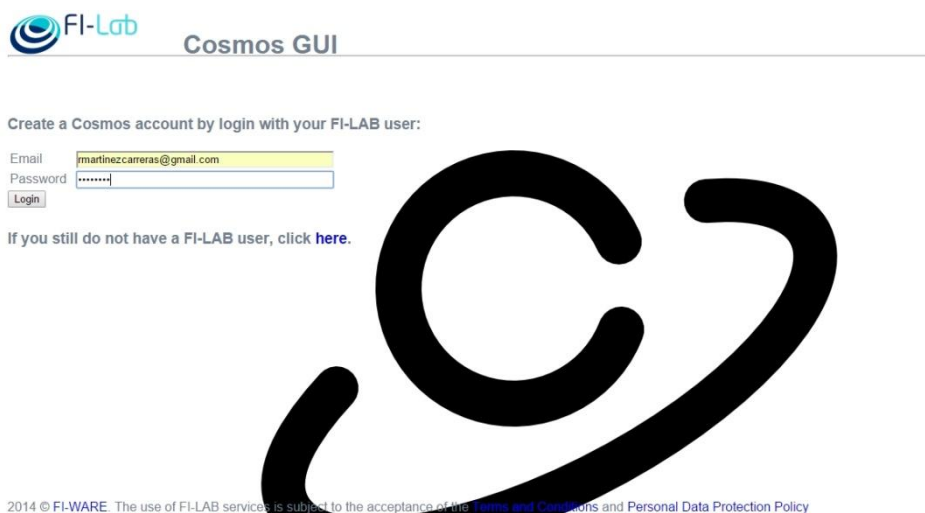 FI-Lab
Cosmos GUI
Create a Cosmos account by login with your FI-LAB user:
Email rmartinezcarreras@gmail.com
Password ••••••••
Login
If you still do not have a FI-LAB user, click here.
2014 © FI-WARE. The use of FI-LAB services is subject to the acceptance of the Terms and Conditions and Personal Data Protection Policy